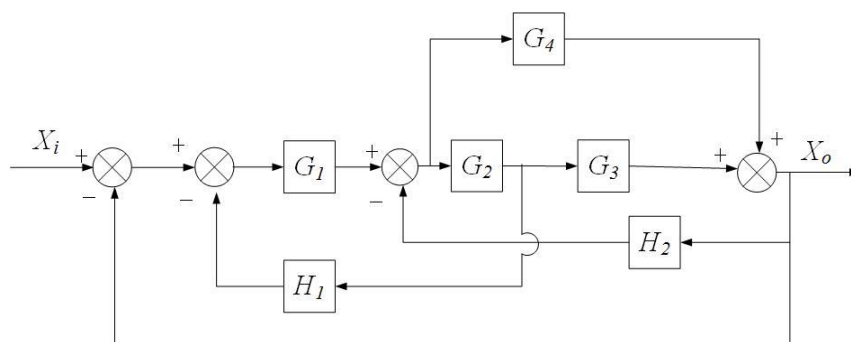 G4
+
Xi + + + + Xo
G1 G2 G3
− − −
H2
H1